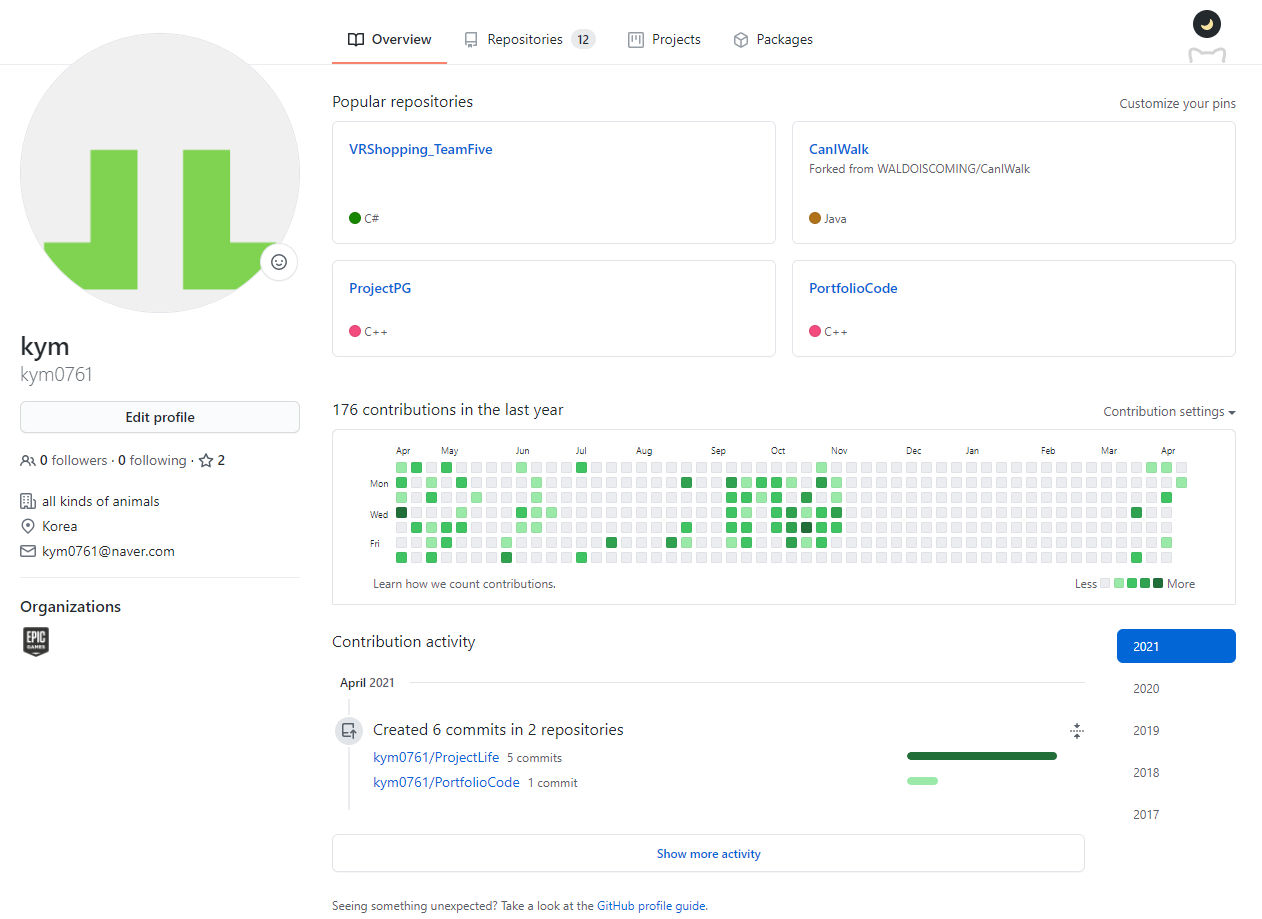 Overview
Repositories 12
Projects
Packages
kym
kym0761
Edit profile
0 followers · 0 following · 2
all kinds of animals
Korea
kym0761@naver.com
Organizations
EPIC
GAMES
Popular repositories
Customize your pins
VRShopping_TeamFive
C#
CanIWalk
Forked from WALDOISCOMING/CanIWalk
Java
ProjectPG
C++
PortfolioCode
C++
176 contributions in the last year
Contribution settings
Apr May Jun Jul Aug Sep Oct Nov Dec Jan Feb Mar Apr
Mon
Wed
Fri
Learn how we count contributions.
Less More
Contribution activity
2021
2020
2019
2018
2017
April 2021
Created 6 commits in 2 repositories
kym0761/ProjectLife 5 commits
kym0761/PortfolioCode 1 commit
Show more activity
Seeing something unexpected? Take a look at the GitHub profile guide.